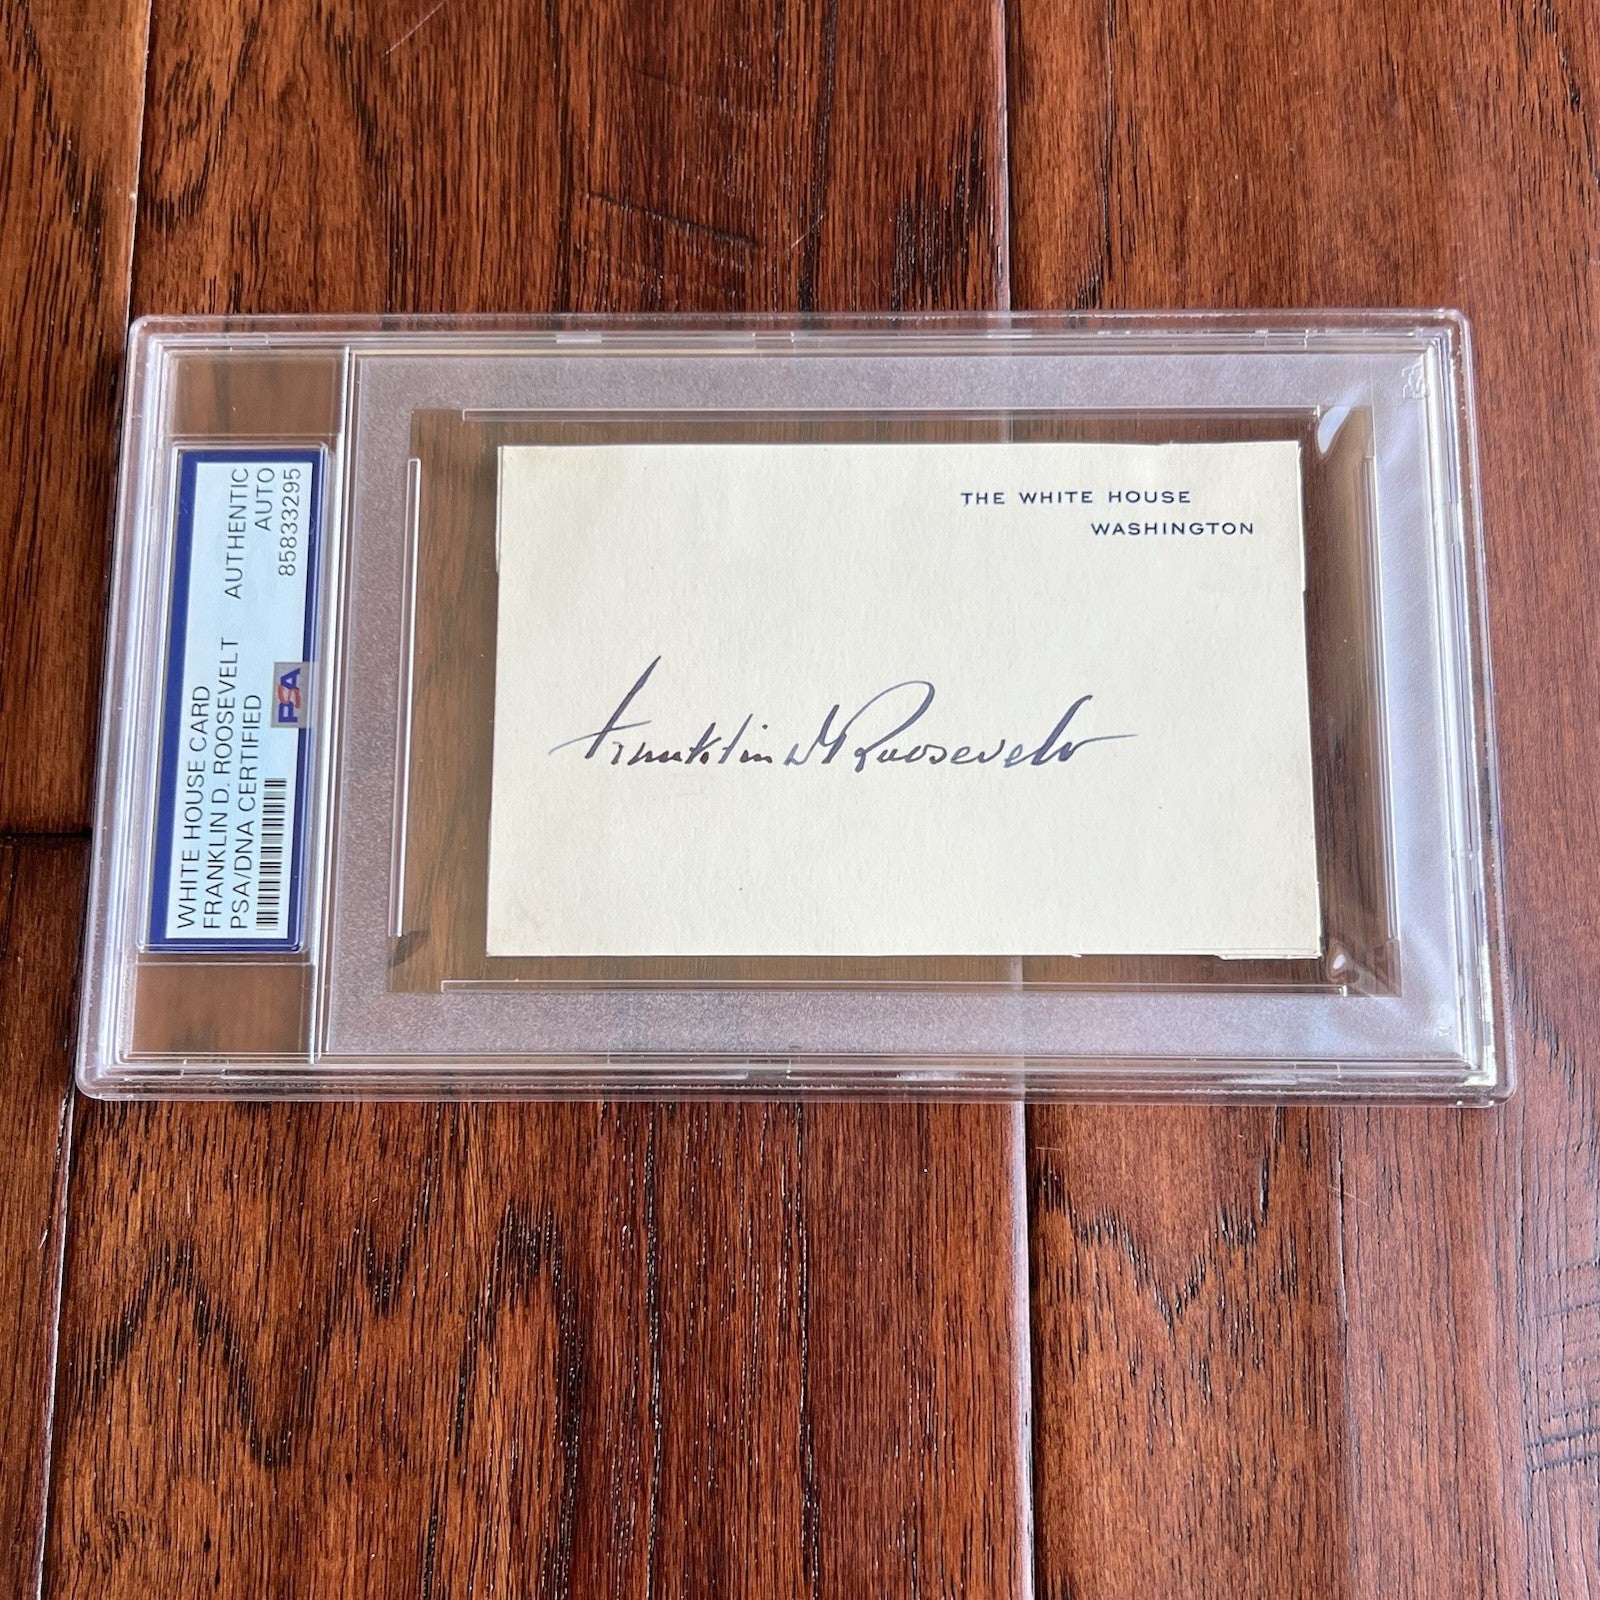 THE WHITE HOUSE
WASHINGTON
Franklin D Roosevelt
WHITE HOUSE CARD
FRANKLIN D. ROOSEVELT AUTHENTIC
PSA/DNA CERTIFIED AUTO
85833295
PSA